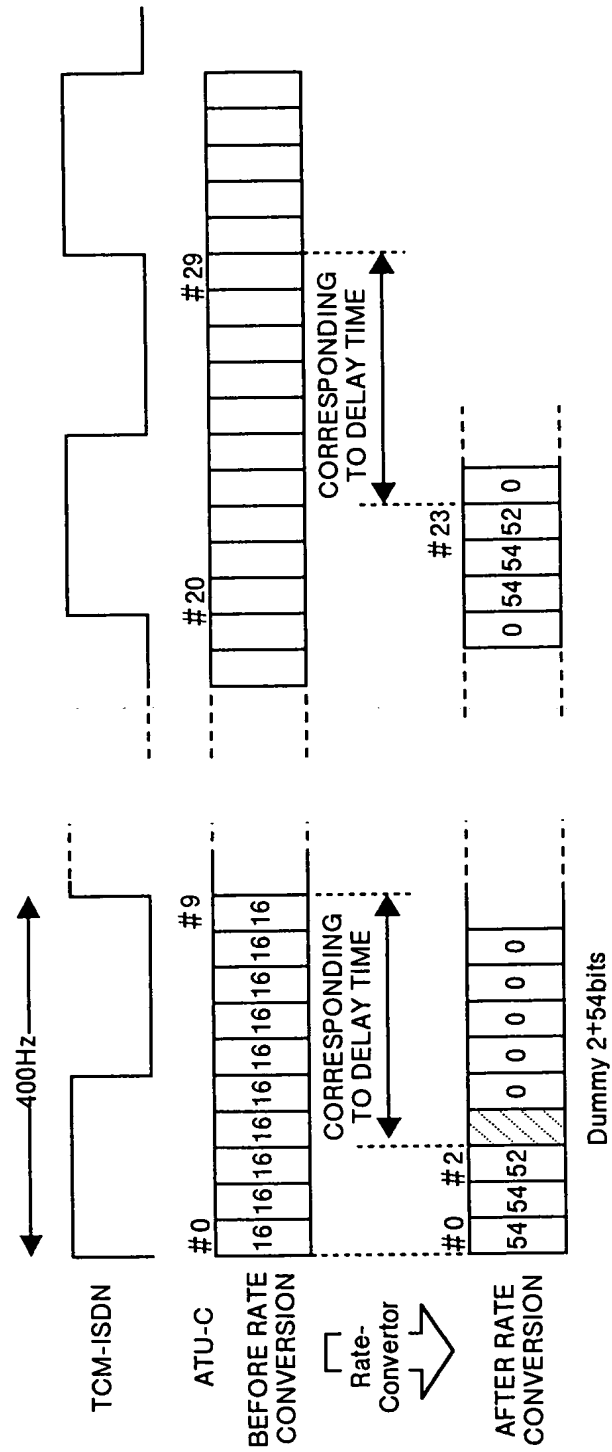 400Hz
TCM-ISDN
ATU-C
#0
#9
#20
#29
BEFORE RATE
CONVERSION
16 16 16 16 16 16 16 16 16 16
Rate-
Convertor
CORRESPONDING
TO DELAY TIME
CORRESPONDING
TO DELAY TIME
#0
#2
#23
AFTER RATE
CONVERSION
54 54 52
0 0 0 0 0
0 54 54 52 0
Dummy 2+54bits